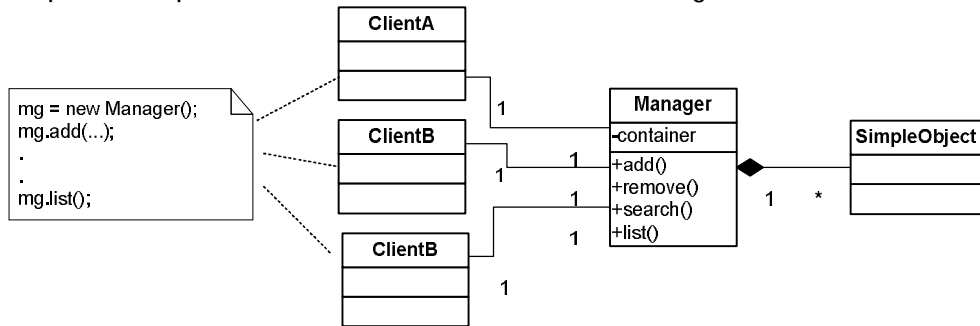 ClientA
mg = new Manager();
mg.add(...);
.
.
mg.list();
ClientB
ClientB
Manager
-container
+add()
+remove()
+search()
+list()
SimpleObject
1
1
1
1
1
1
1
*